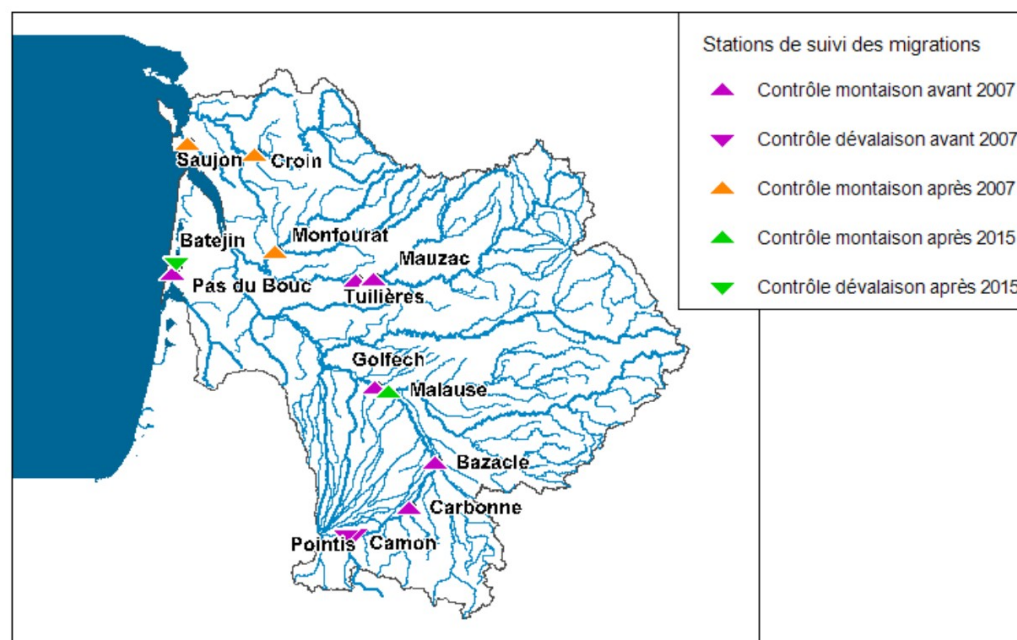 Stations de suivi des migrations
Contrôle montaison avant 2007
Contrôle dévalaison avant 2007
Contrôle montaison après 2007
Contrôle montaison après 2015
Contrôle dévalaison après 2015
Saujon
Croin
Batejin
Monfourat
Mauzac
Pas du Bouc
Tuilières
Golfech
Malause
Bazacle
Carbonne
Pointis
Camon